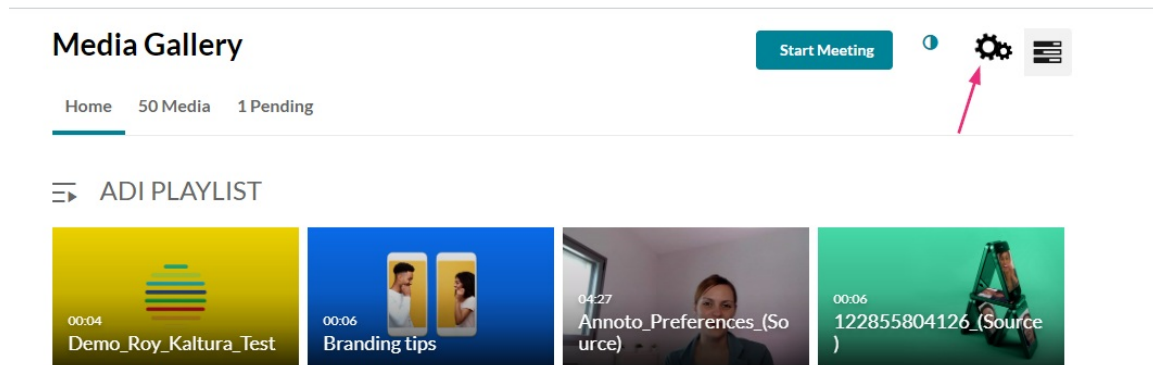 Media Gallery
Start Meeting
Home 50 Media 1 Pending
ADI PLAYLIST
00:04
Demo_Roy_Kaltura_Test
00:06
Branding tips
04:27
Annoto_Preferences_(So
urce)
00:06
122855804126_(Source
)